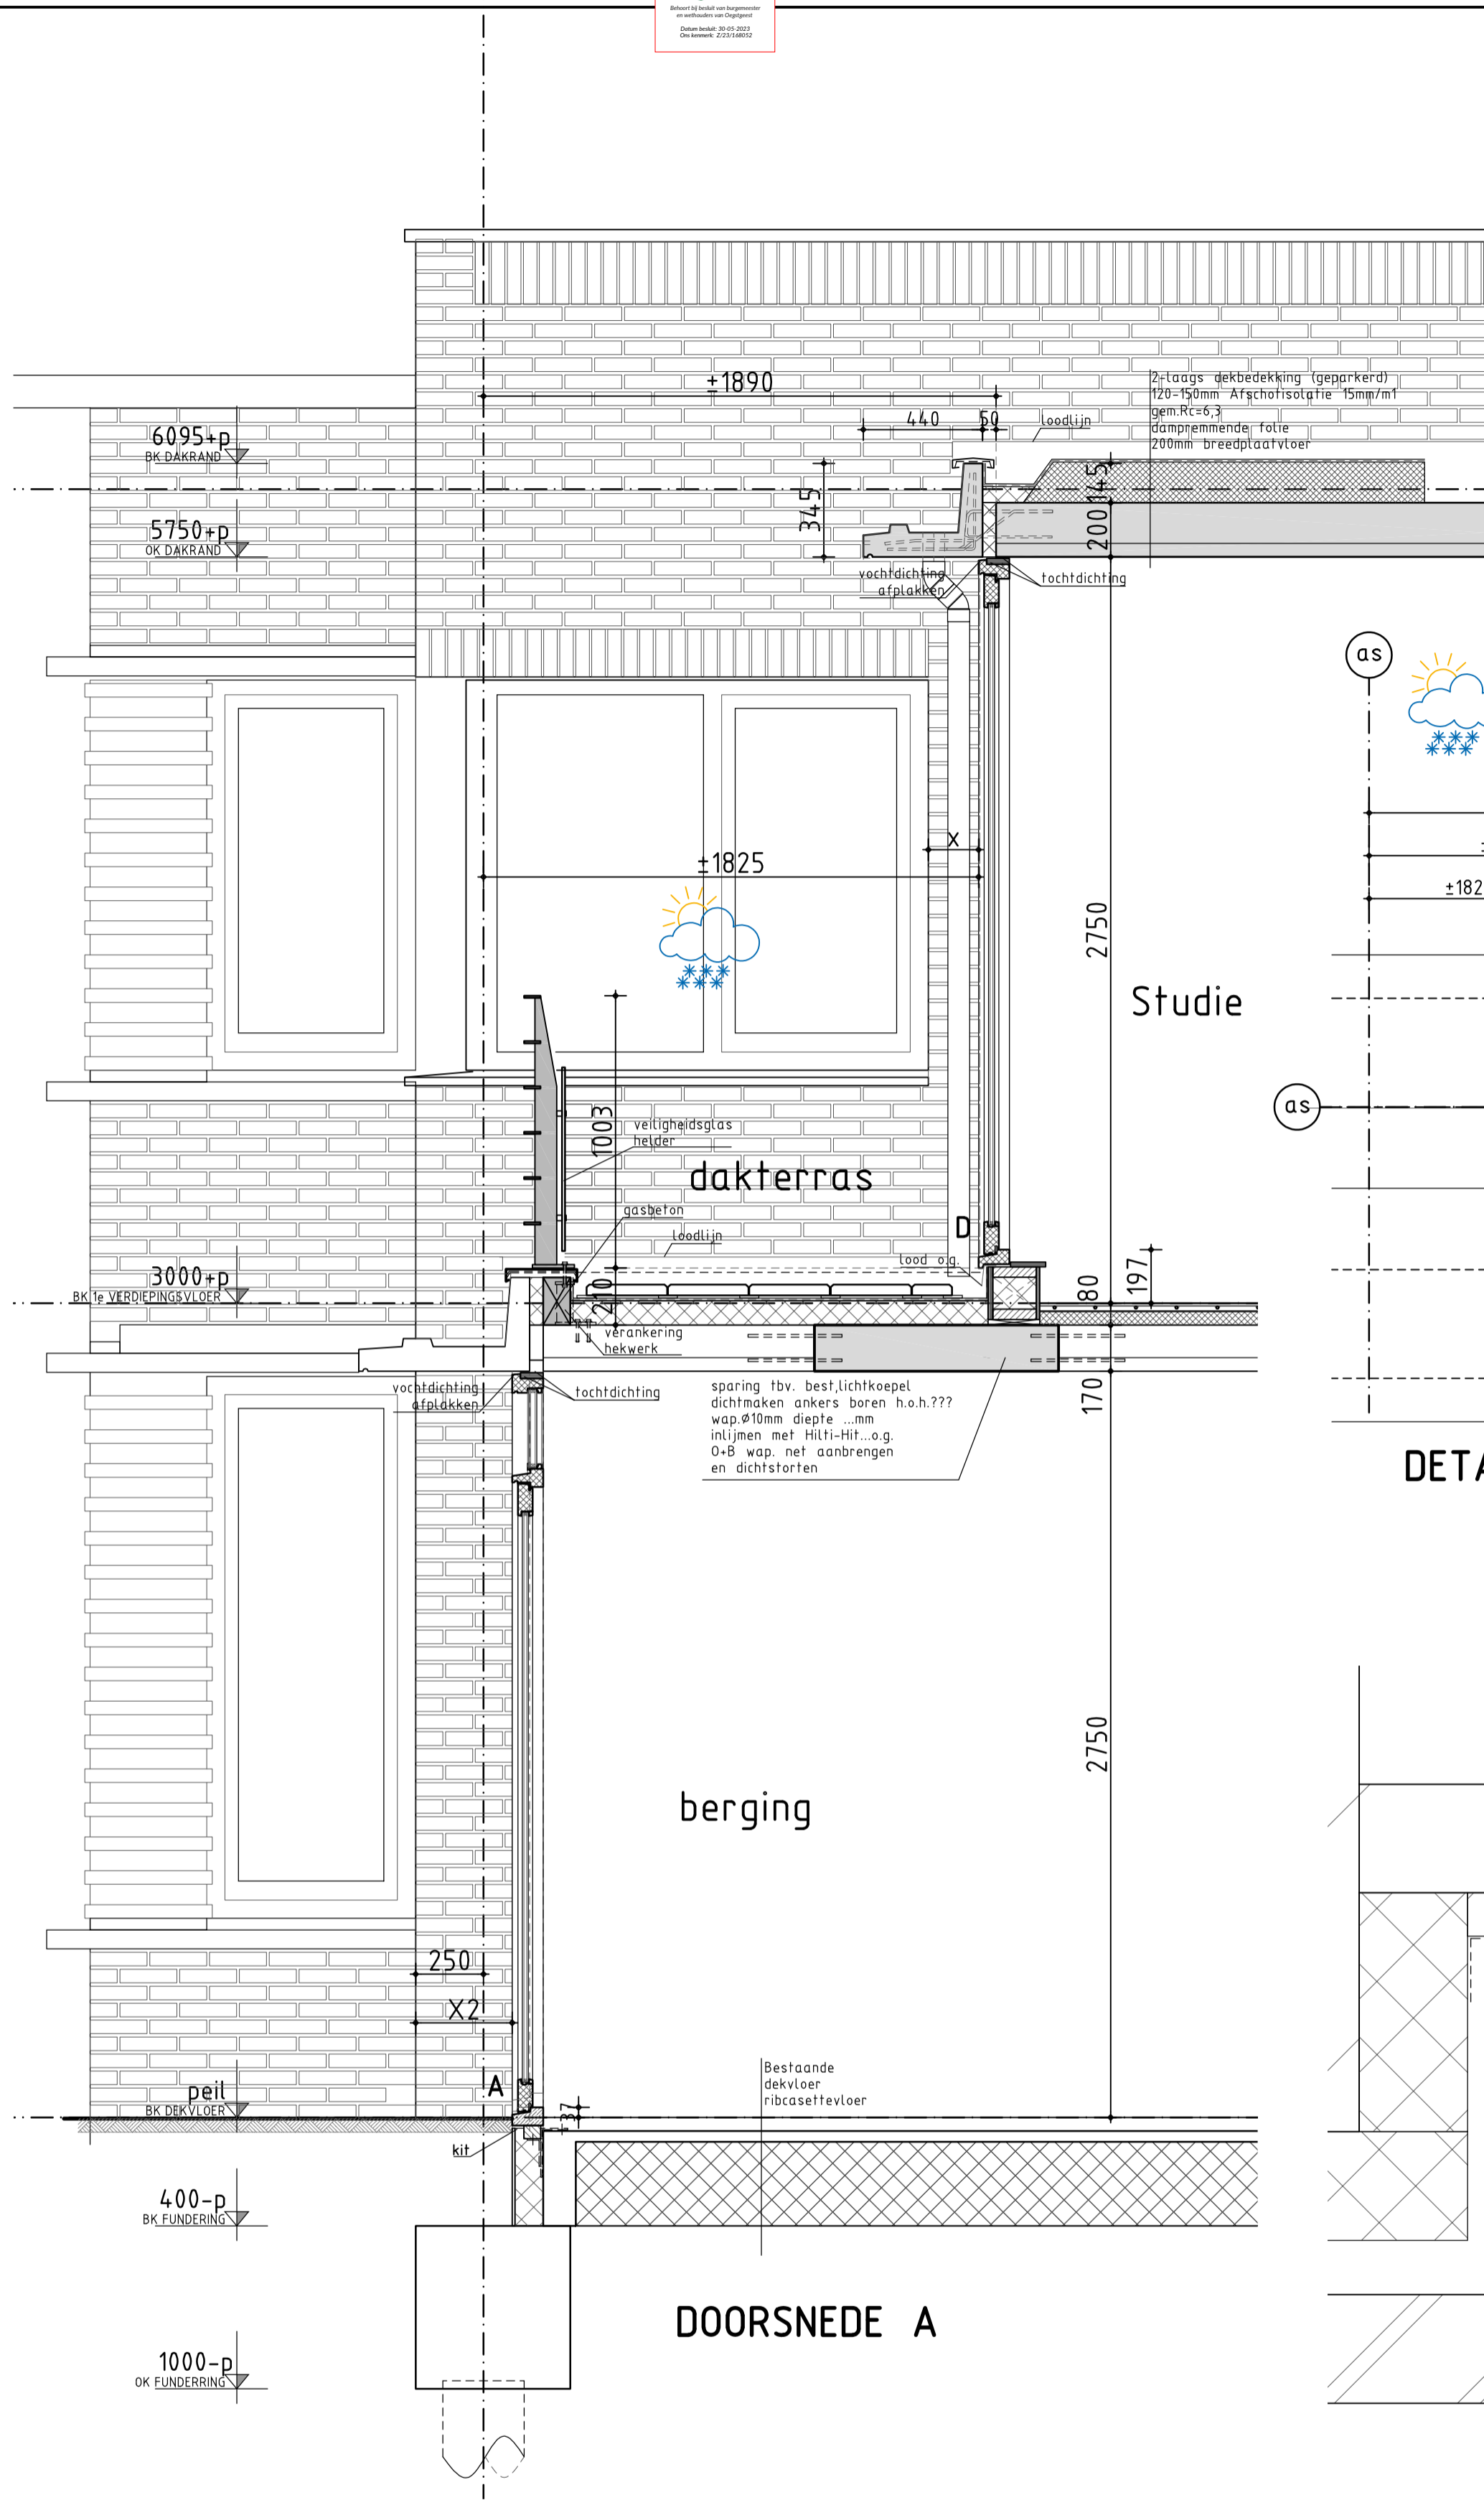 Behoort bij besluit van burgemeester
en wethouders van Oegstgeest
Datum besluit: 30-05-2023
Ons kenmerk: Z/23/168052
±1890
440
50
loodlijn
2-laags dekbedekking (geparkerd)
120-150mm Afschotisolatie 15mm/m1
gem.Rc=6,3
dampremmende folie
200mm breedplaatvloer
6095+p
BK DAKRAND
345
145
200
5750+p
OK DAKRAND
vochtdichting
afplakken
tochtdichting
as
x
±1825
±182
2750
Studie
as
1003
veiligheidsglas
helder
dakterras
gasbeton
loodlijn
D
lood o.g.
3000+p
BK 1e VERDIEPINGSVLOER
210
80
197
verankering
hekwerk
vochtdichting
afplakken
tochtdichting
170
sparing tbv. best,lichtkoepel
dichtmaken ankers boren h.o.h.???
wap.Ø10mm diepte ...mm
inlijmen met Hilti-Hit...o.g.
O+B wap. net aanbrengen
en dichtstorten
DETA
2750
berging
250
X2
A
peil
BK DEKVLOER
37
Bestaande
dekvloer
ribcasettevloer
kit
400-p
BK FUNDERING
DOORSNEDE A
1000-p
OK FUNDERRING